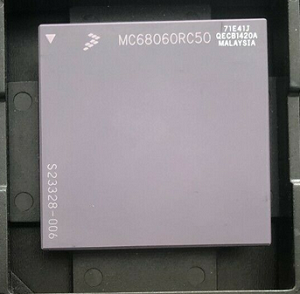 MC68060RC50
71E41J
QECB1420A
MALAYSIA
S23328-006